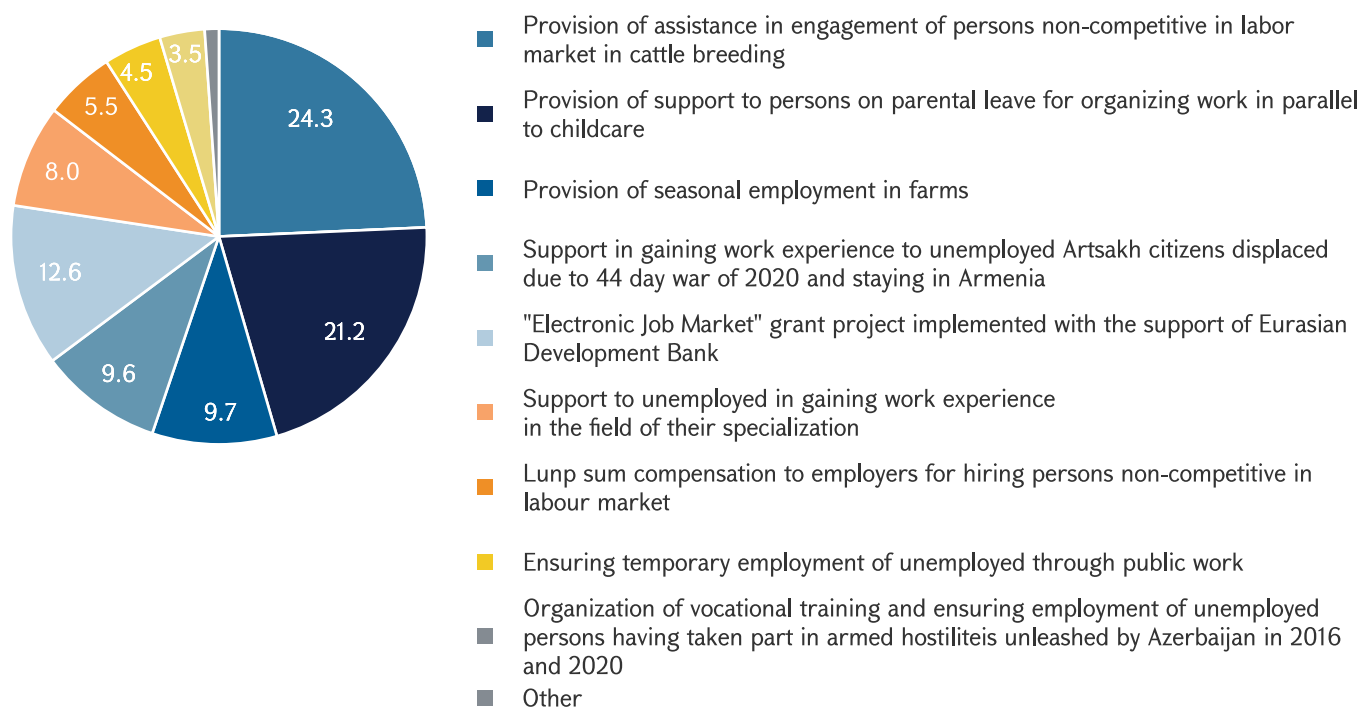 3.5
4.5
5.5
24.3
8.0
12.6
21.2
9.6
9.7
Provision of assistance in engagement of persons non-competitive in labor
market in cattle breeding
Provision of support to persons on parental leave for organizing work in parallel
to childcare
Provision of seasonal employment in farms
Support in gaining work experience to unemployed Artsakh citizens displaced
due to 44 day war of 2020 and staying in Armenia
"Electronic Job Market" grant project implemented with the support of Eurasian
Development Bank
Support to unemployed in gaining work experience
in the field of their specialization
Lunp sum compensation to employers for hiring persons non-competitive in
labour market
Ensuring temporary employment of unemployed through public work
Organization of vocational training and ensuring employment of unemployed
persons having taken part in armed hostiliteis unleashed by Azerbaijan in 2016
and 2020
Other